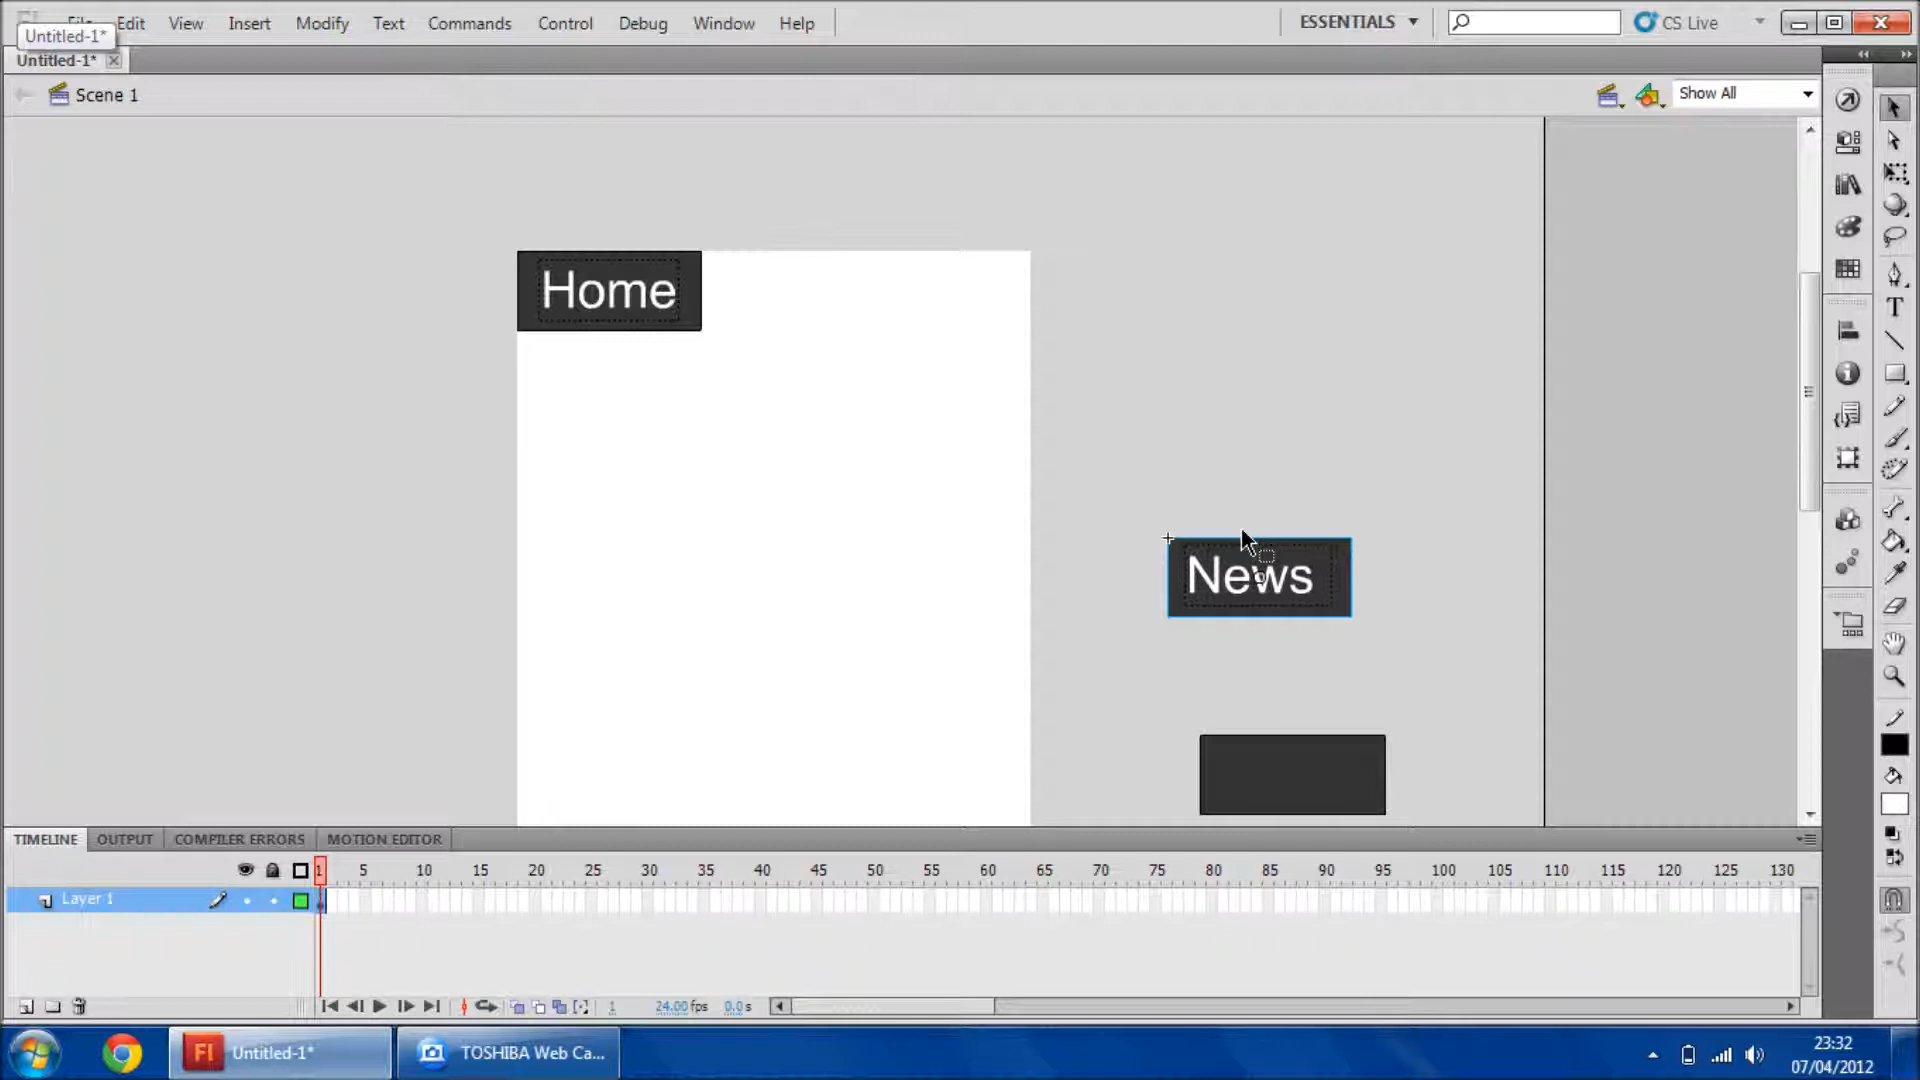 File Edit View Insert Modify Text Commands Control Debug Window Help ESSENTIALS CS Live
Untitled-1*
Untitled-1*
Scene 1 Show All
Home
News
TIMELINE OUTPUT COMPILER ERRORS MOTION EDITOR
1 5 10 15 20 25 30 35 40 45 50 55 60 65 70 75 80 85 90 95 100 105 110 115 120 125 130
Layer 1
1 24.00 fps 0.0 s
Fl Untitled-1* TOSHIBA Web Ca...
23:32
07/04/2012